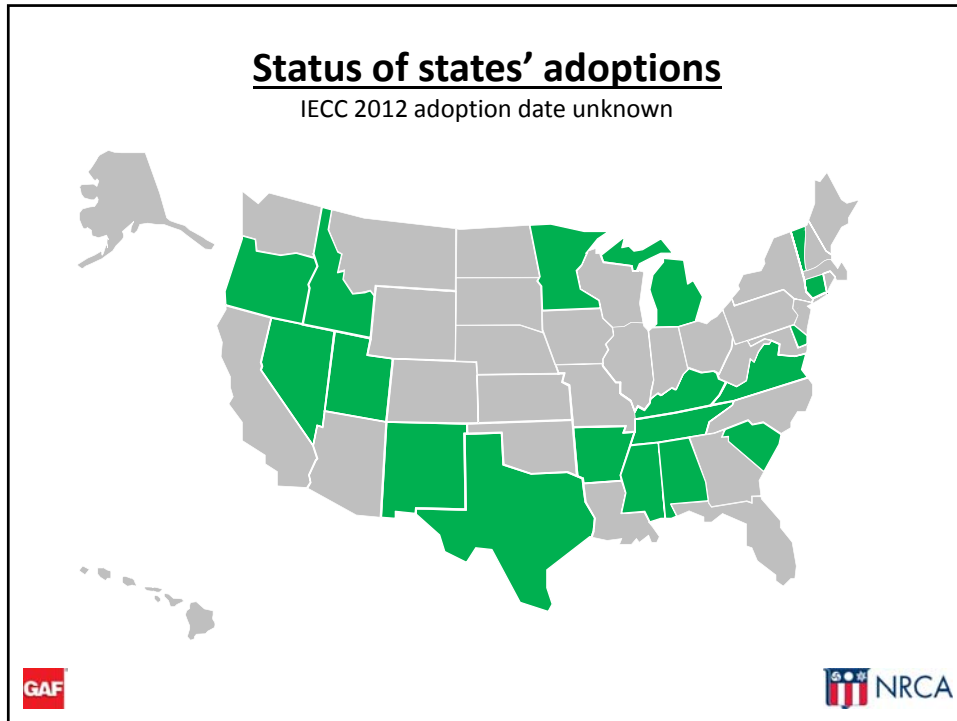 Status of states’ adoptions
IECC 2012 adoption date unknown
GAF
NRCA